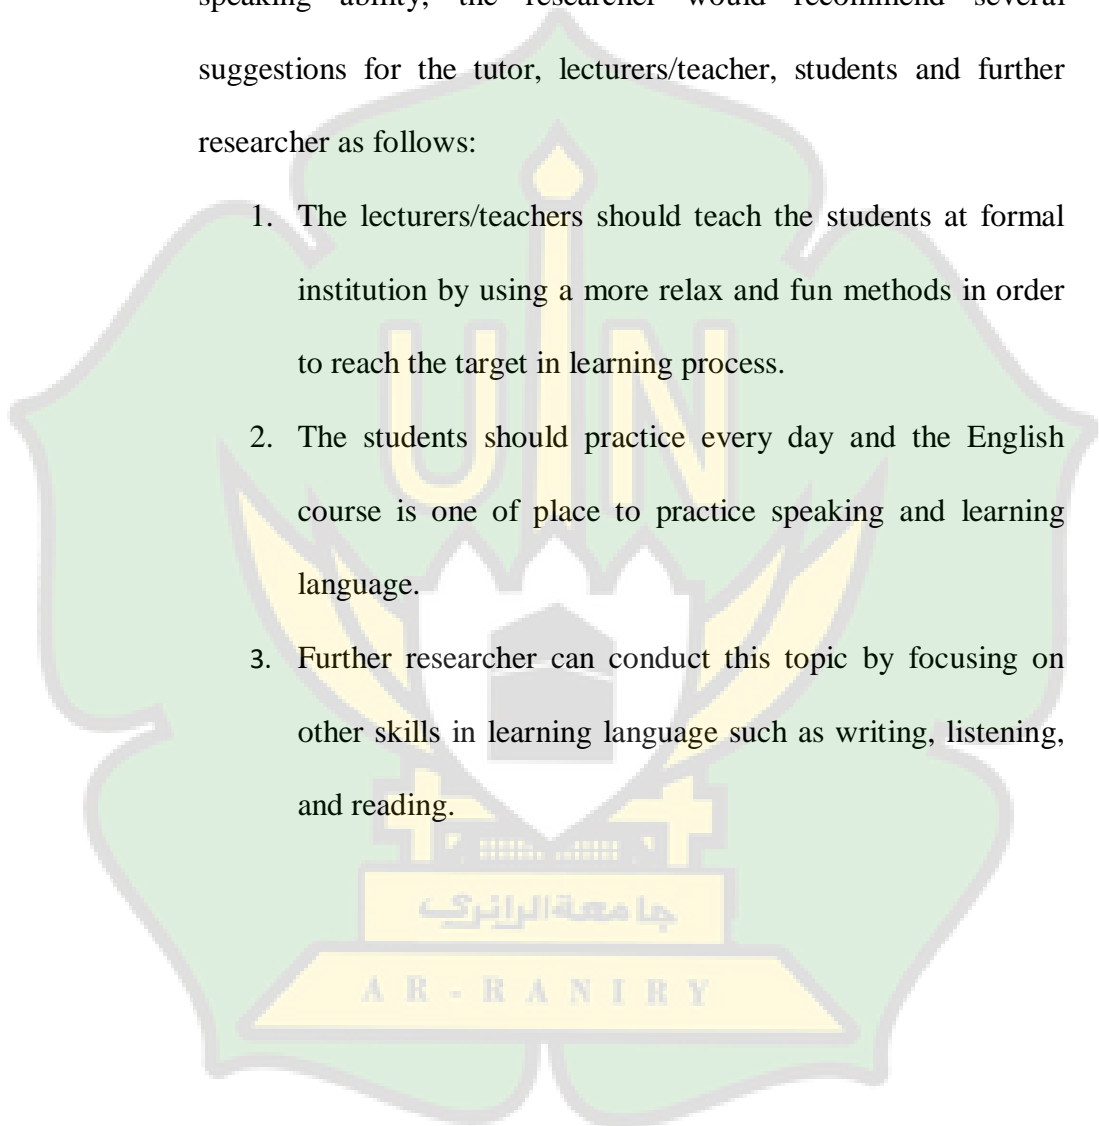 speaking ability, the researcher would recommend several
suggestions for the tutor, lecturers/teacher, students and further
researcher as follows:
1. The lecturers/teachers should teach the students at formal
institution by using a more relax and fun methods in order
to reach the target in learning process.
2. The students should practice every day and the English
course is one of place to practice speaking and learning
language.
3. Further researcher can conduct this topic by focusing on
other skills in learning language such as writing, listening,
and reading.
UIN
جامعة الرانري
AR-RANIRY